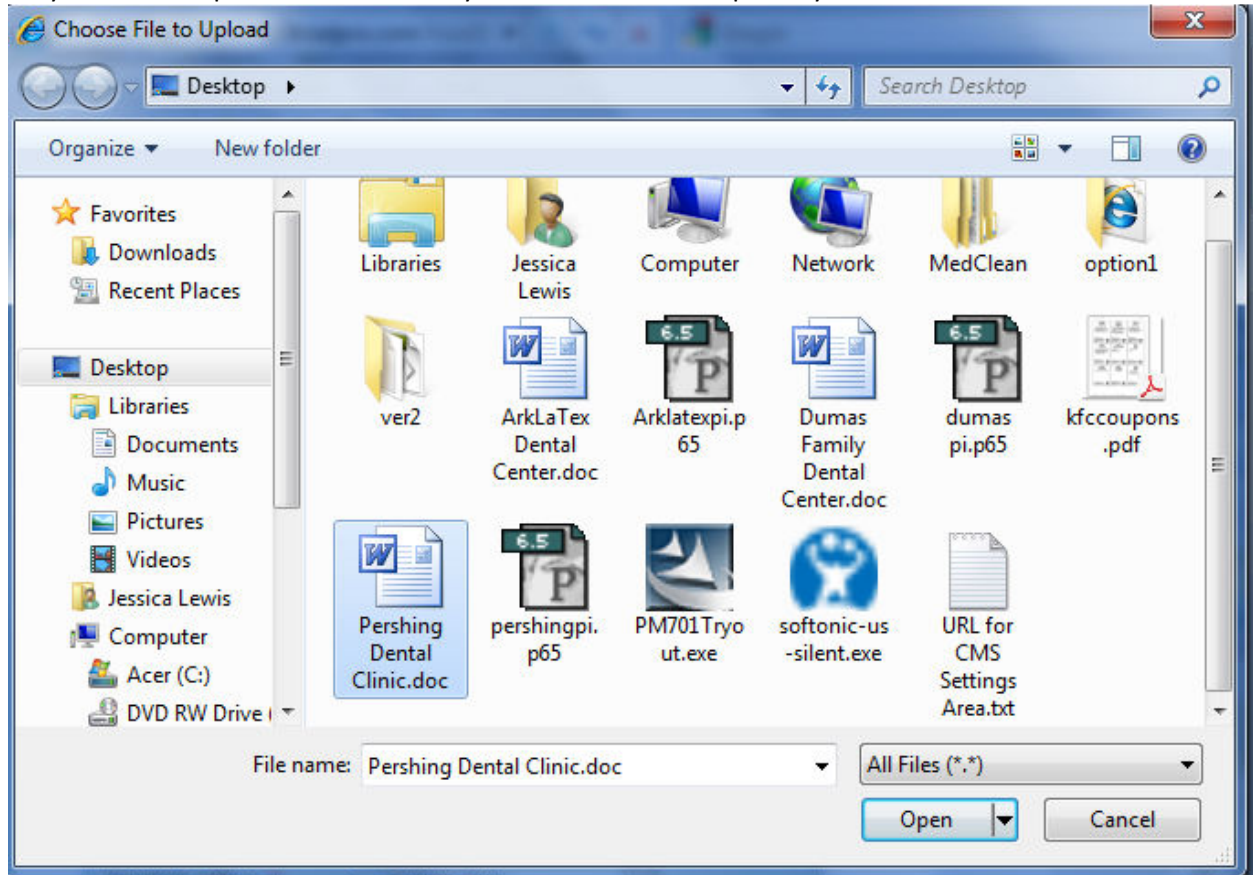 Choose File to Upload
Desktop
Search Desktop
Organize
New folder
Favorites
Downloads
Recent Places
Desktop
Libraries
Documents
Music
Pictures
Videos
Jessica Lewis
Computer
Acer (C:)
DVD RW Drive (
Libraries
Jessica
Lewis
Computer
Network
MedClean
option1
ver2
ArkLaTex
Dental
Center.doc
6.5
P
Arklatexpi.p
65
Dumas
Family
Dental
Center.doc
6.5
P
dumas
pi.p65
kfccoupons
.pdf
Pershing
Dental
Clinic.doc
6.5
P
pershingpi.
p65
PM701Tryo
ut.exe
softonic-us
-silent.exe
URL for
CMS
Settings
Area.txt
File name: Pershing Dental Clinic.doc
All Files (*.*)
Open
Cancel